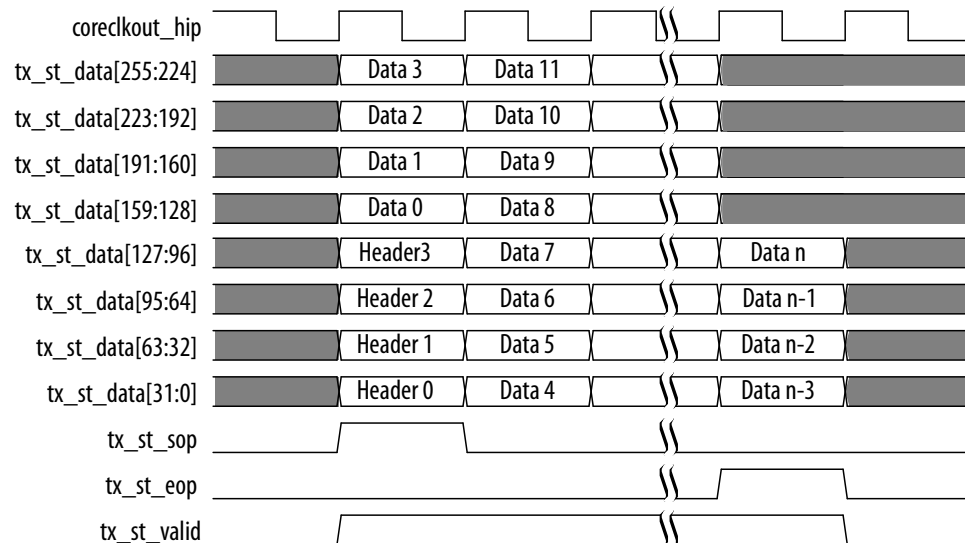 coreclkout_hip
tx_st_data[255:224] Data 3 Data 11
tx_st_data[223:192] Data 2 Data 10
tx_st_data[191:160] Data 1 Data 9
tx_st_data[159:128] Data 0 Data 8
tx_st_data[127:96] Header3 Data 7 Data n
tx_st_data[95:64] Header 2 Data 6 Data n-1
tx_st_data[63:32] Header 1 Data 5 Data n-2
tx_st_data[31:0] Header 0 Data 4 Data n-3
tx_st_sop
tx_st_eop
tx_st_valid